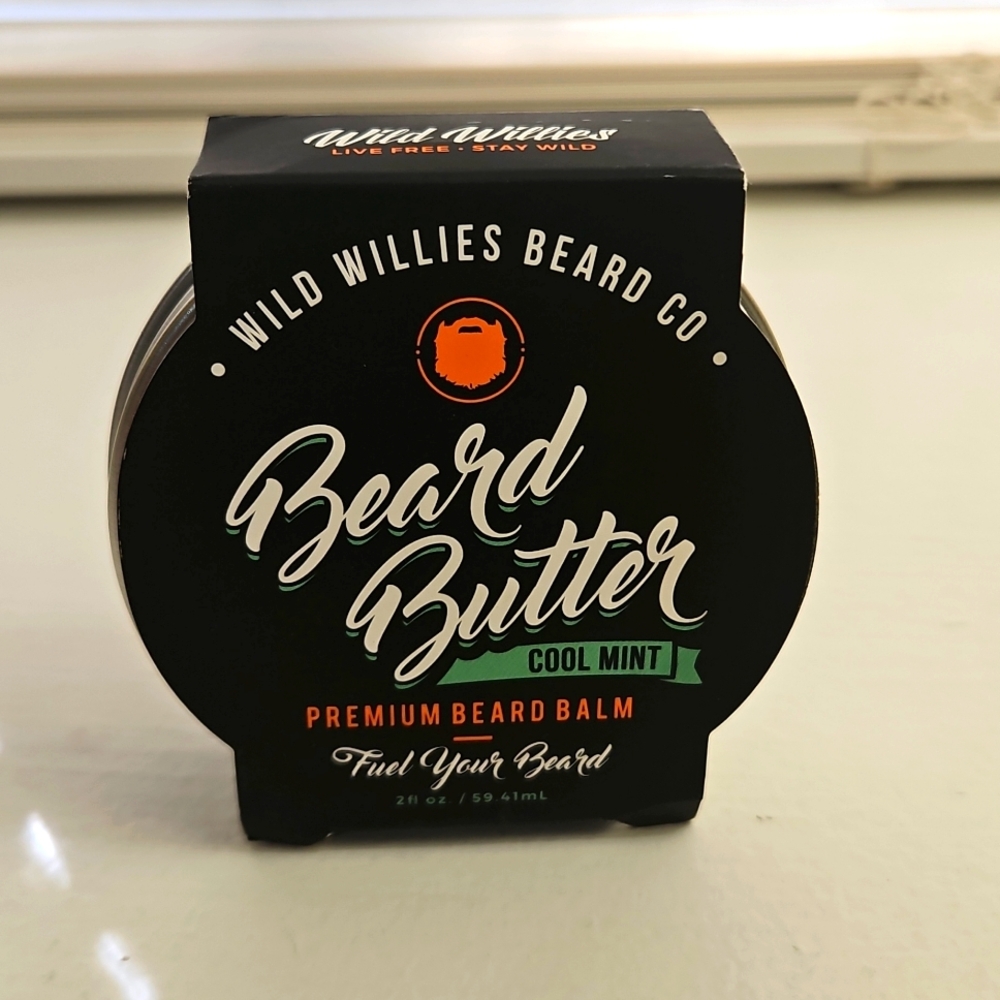 Wild Willies
LIVE FREE · STAY WILD
• WILD WILLIES BEARD CO •
Beard
Butter
COOL MINT
PREMIUM BEARD BALM
Fuel Your Beard
2fl oz. / 59.41mL